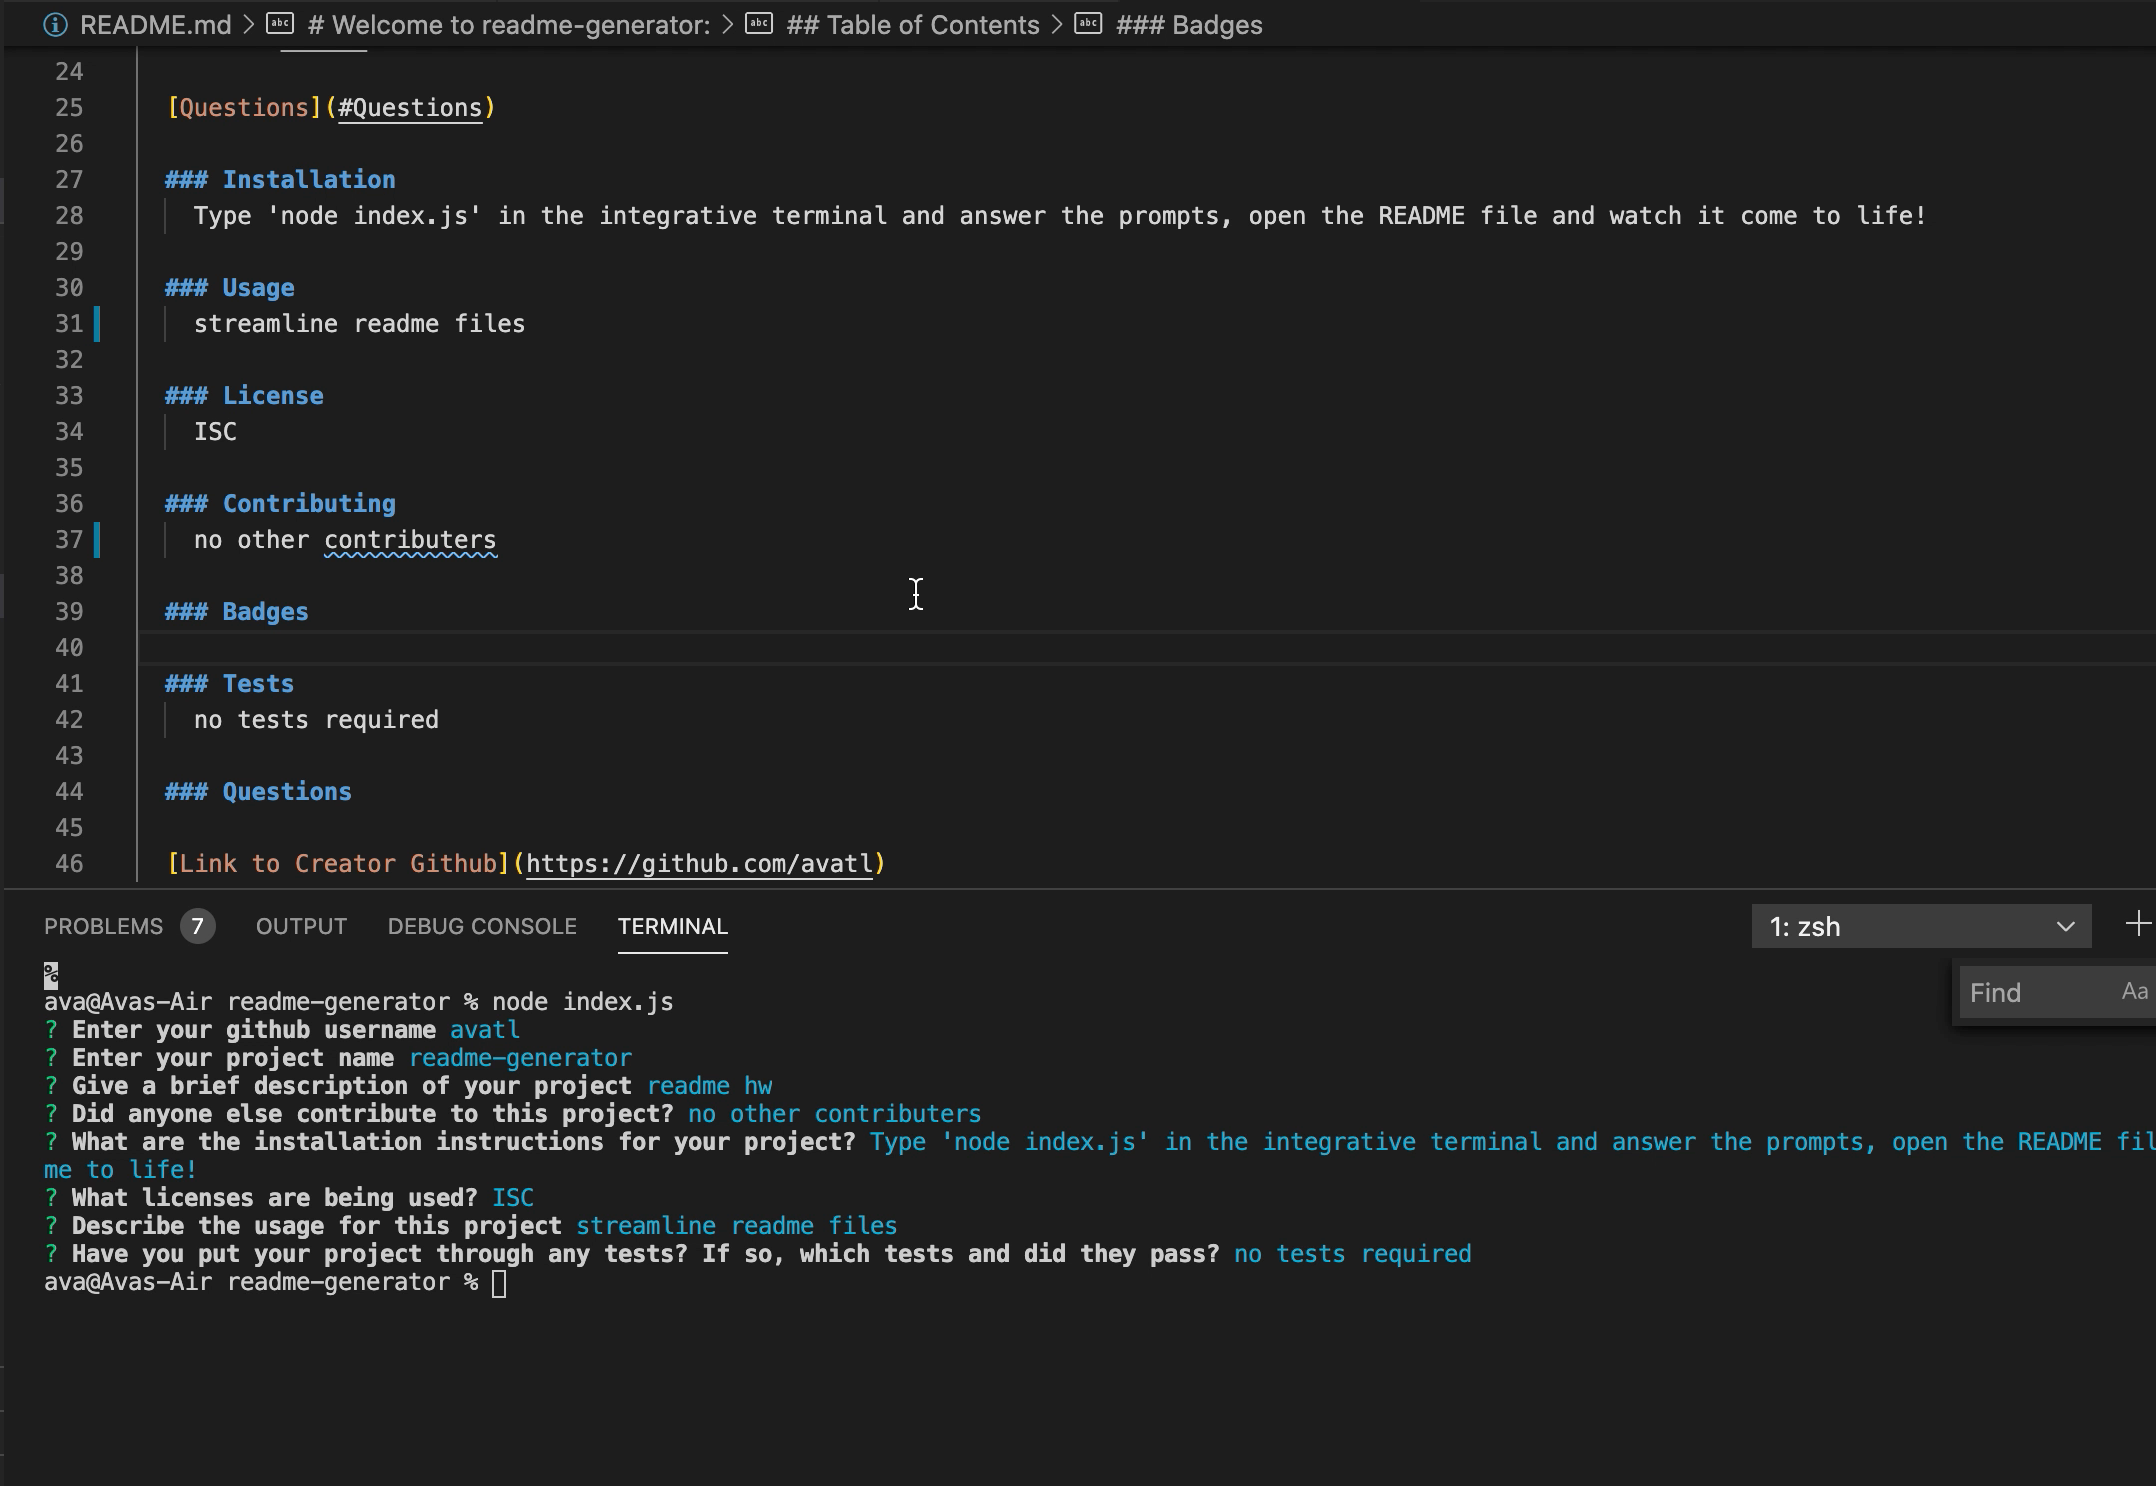 README.md > # Welcome to readme-generator: > ## Table of Contents > ### Badges
24
25 [Questions](#Questions)
26
27 ### Installation
28 Type 'node index.js' in the integrative terminal and answer the prompts, open the README file and watch it come to life!
29
30 ### Usage
31 streamline readme files
32
33 ### License
34 ISC
35
36 ### Contributing
37 no other contributers
38
39 ### Badges
40
41 ### Tests
42 no tests required
43
44 ### Questions
45
46 [Link to Creator Github](https://github.com/avatl)
PROBLEMS 7 OUTPUT DEBUG CONSOLE TERMINAL 1: zsh
%
Find Aa
ava@Avas-Air readme-generator % node index.js
? Enter your github username avatl
? Enter your project name readme-generator
? Give a brief description of your project readme hw
? Did anyone else contribute to this project? no other contributers
? What are the installation instructions for your project? Type 'node index.js' in the integrative terminal and answer the prompts, open the README fil
me to life!
? What licenses are being used? ISC
? Describe the usage for this project streamline readme files
? Have you put your project through any tests? If so, which tests and did they pass? no tests required
ava@Avas-Air readme-generator %